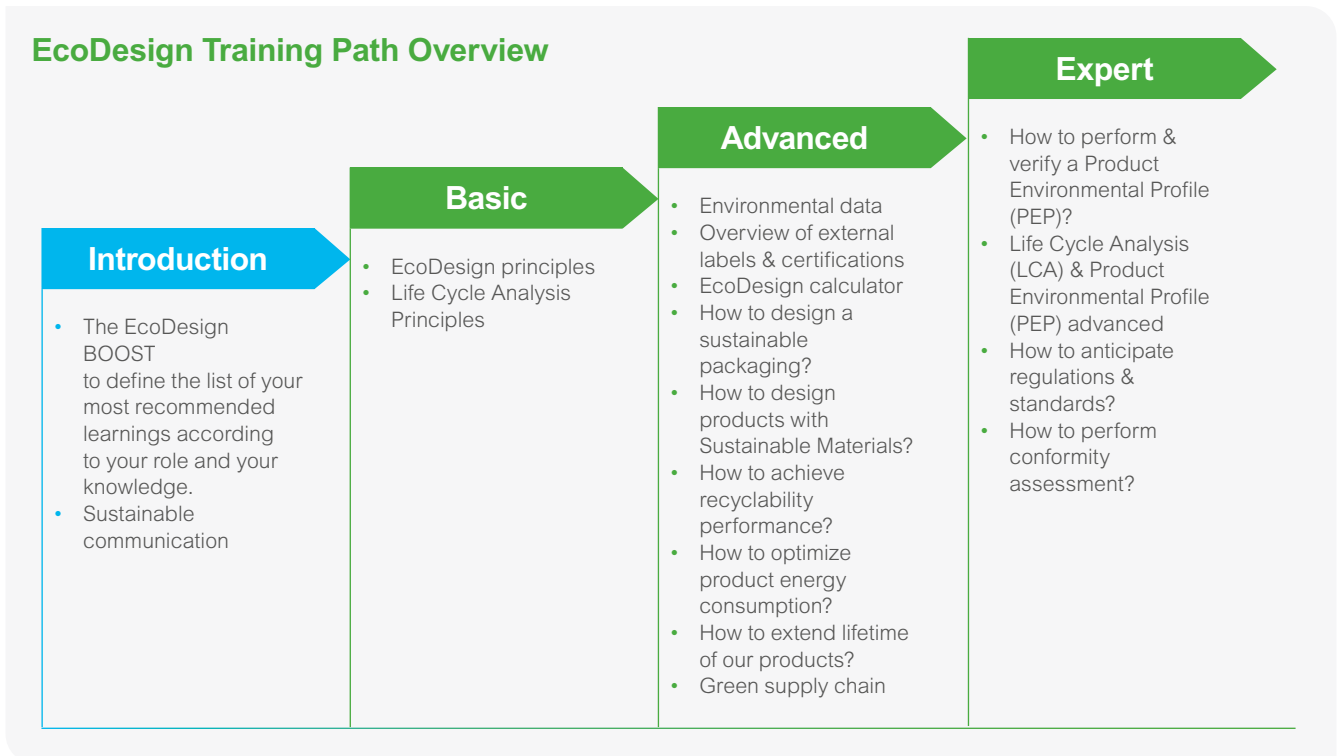 EcoDesign Training Path Overview
Introduction
• The EcoDesign
BOOST
to define the list of your
most recommended
learnings according
to your role and your
knowledge.
• Sustainable
communication
Basic
• EcoDesign principles
• Life Cycle Analysis
Principles
Advanced
• Environmental data
• Overview of external
labels & certifications
• EcoDesign calculator
• How to design a
sustainable
packaging?
• How to design
products with
Sustainable Materials?
• How to achieve
recyclability
performance?
• How to optimize
product energy
consumption?
• How to extend lifetime
of our products?
• Green supply chain
Expert
• How to perform &
verify a Product
Environmental Profile
(PEP)?
• Life Cycle Analysis
(LCA) & Product
Environmental Profile
(PEP) advanced
• How to anticipate
regulations &
standards?
• How to perform
conformity
assessment?